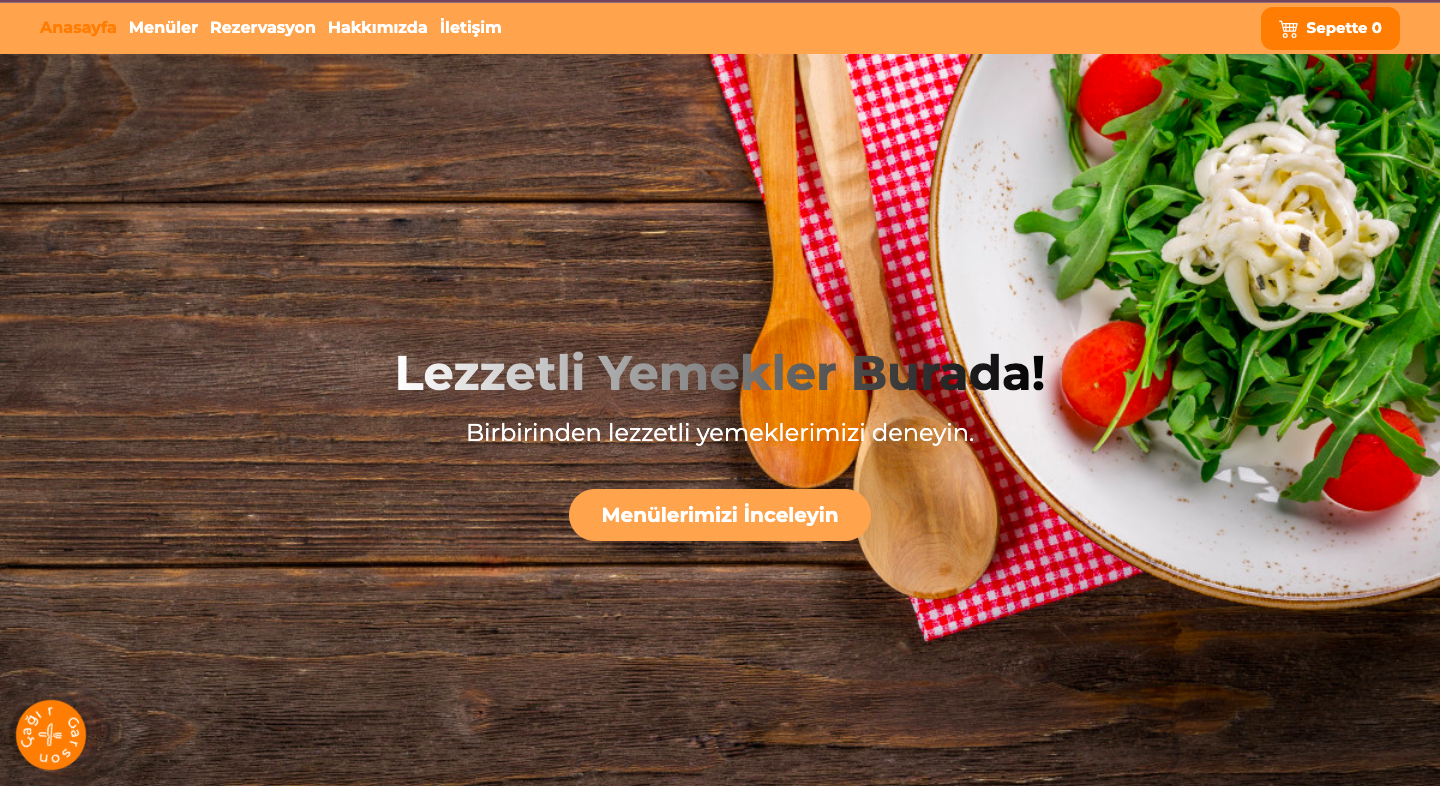 Anasayfa Menüler Rezervasyon Hakkımızda İletişim
Sepette 0
Lezzetli Yemekler Burada!
Birbirinden lezzetli yemeklerimizi deneyin.
Menülerimizi İnceleyin
Çağır Garson